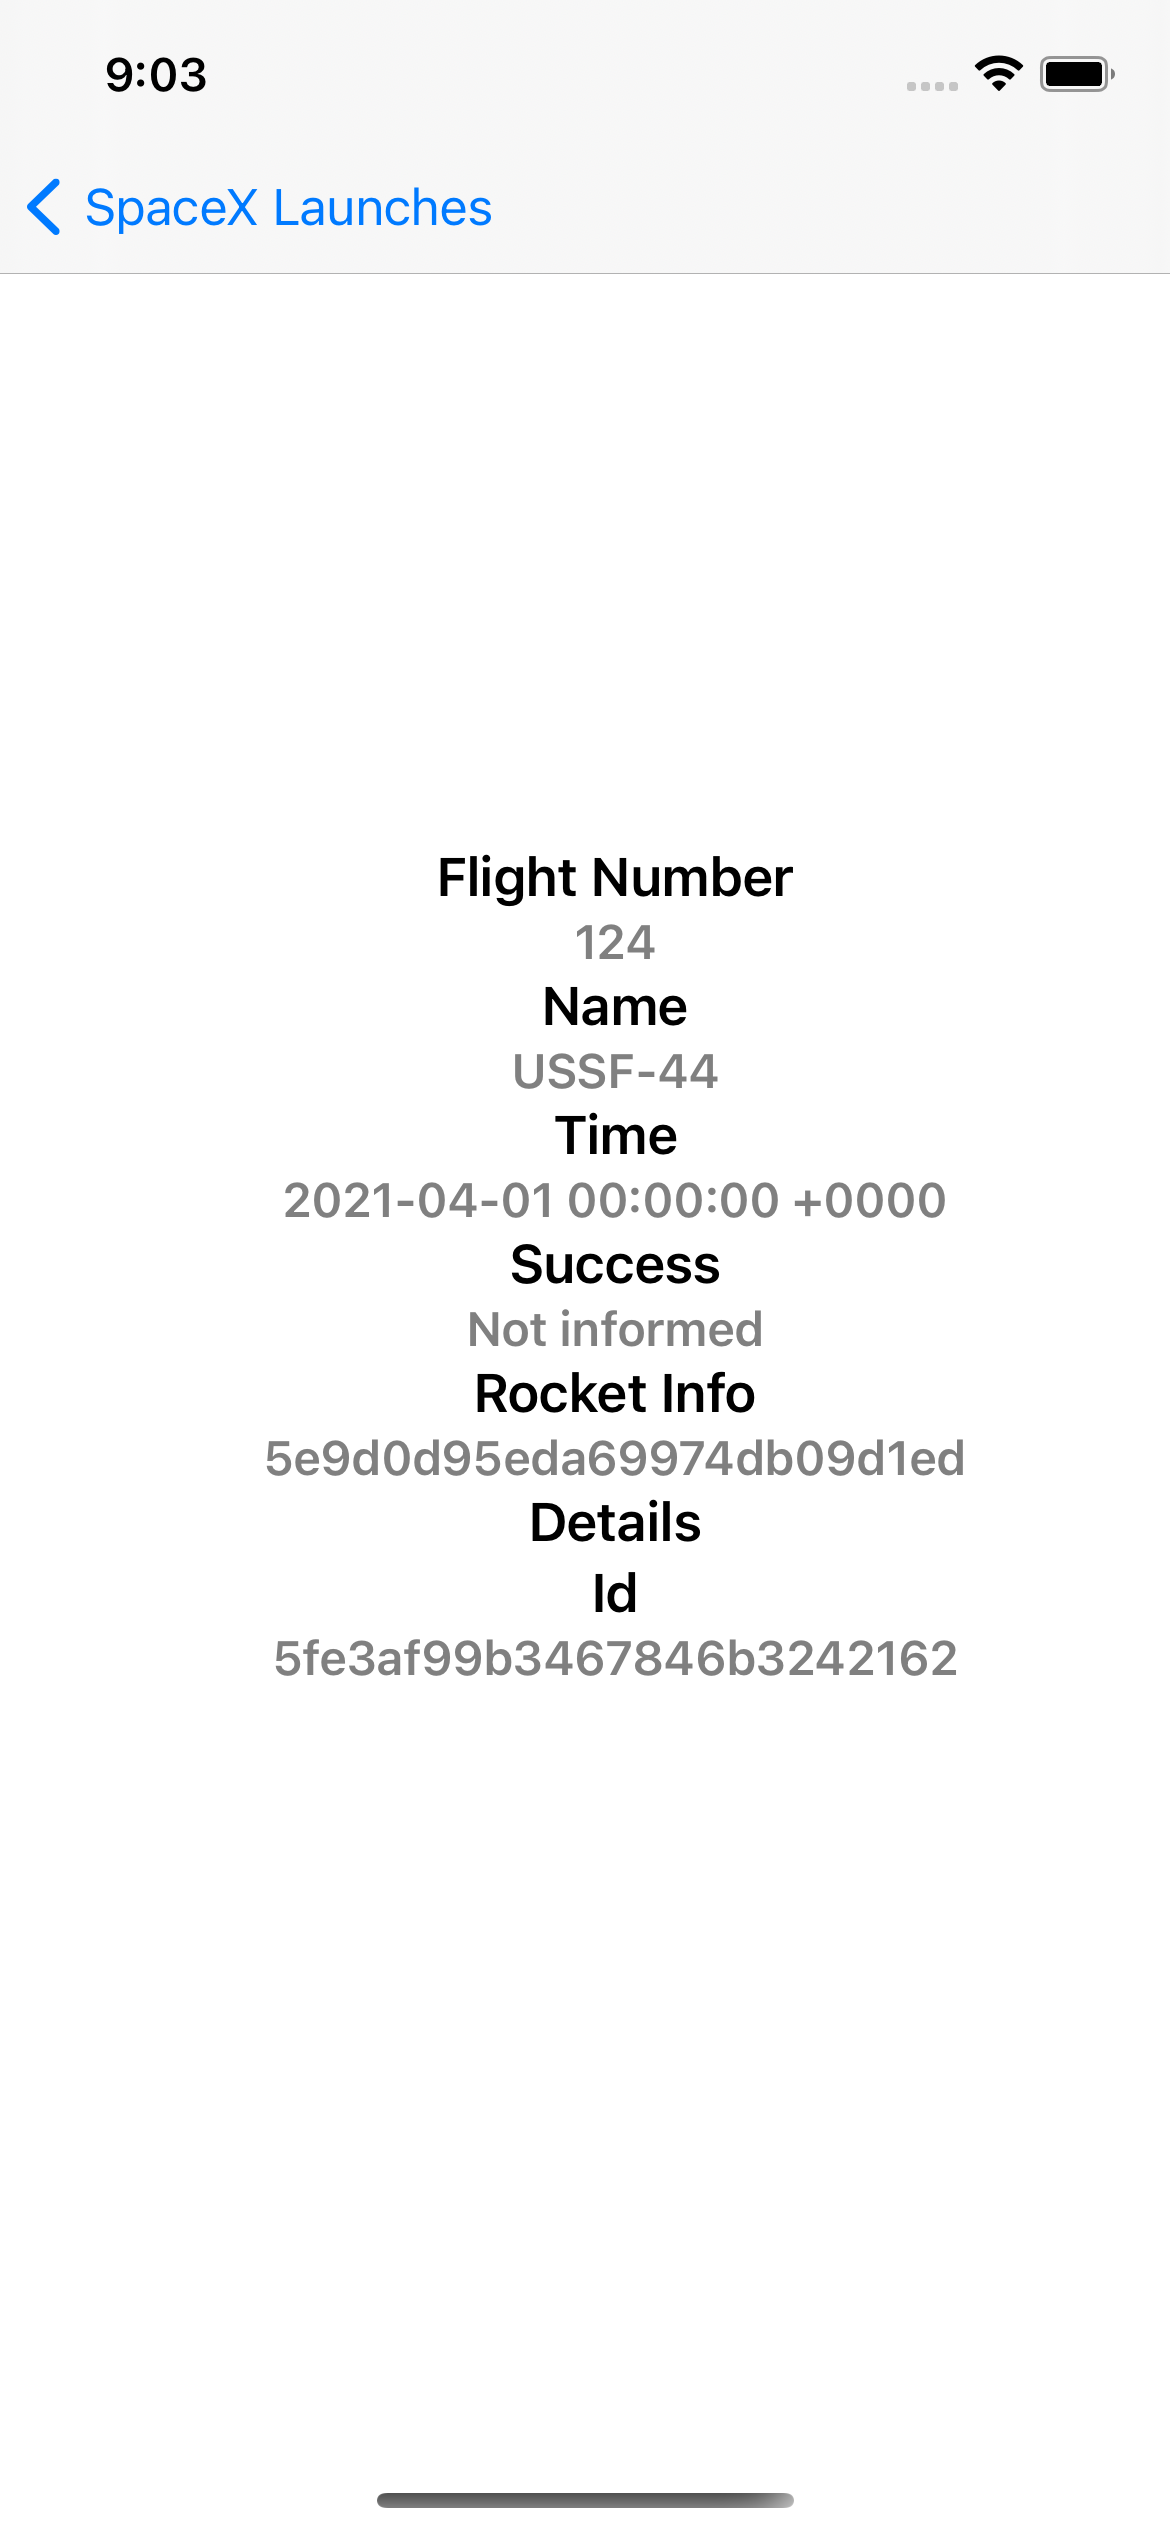 9:03
SpaceX Launches
Flight Number
124
Name
USSF-44
Time
2021-04-01 00:00:00 +0000
Success
Not informed
Rocket Info
5e9d0d95eda69974db09d1ed
Details
Id
5fe3af99b3467846b3242162